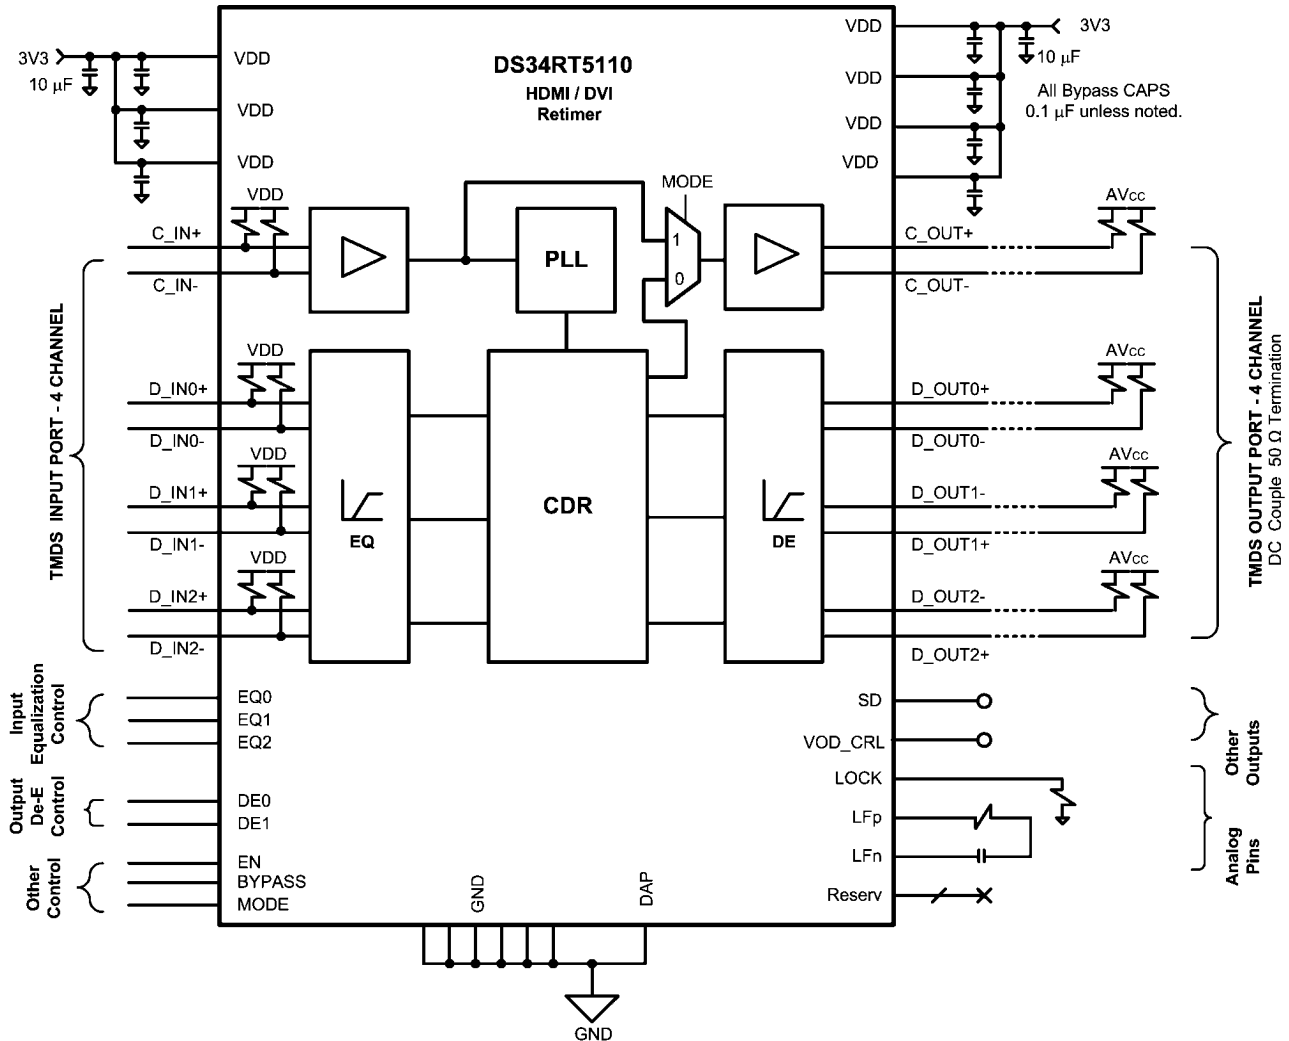 DS34RT5110
HDMI / DVI
Retimer
3V3
10 µF
VDD
VDD
VDD
VDD
VDD
VDD
VDD
3V3
10 µF
All Bypass CAPS
0.1 µF unless noted.
TMDS INPUT PORT - 4 CHANNEL
C_IN+
C_IN-
VDD
D_IN0+
D_IN0-
VDD
D_IN1+
D_IN1-
VDD
D_IN2+
D_IN2-
VDD
PLL
MODE
1
0
EQ
CDR
DE
C_OUT+
C_OUT-
AVCC
D_OUT0+
D_OUT0-
AVCC
D_OUT1-
D_OUT1+
AVCC
D_OUT2-
D_OUT2+
AVCC
TMDS OUTPUT PORT - 4 CHANNEL
DC Couple 50 Ω Termination
Input
Equalization
Control
EQ0
EQ1
EQ2
Output
De-E
Control
DE0
DE1
Other
Control
EN
BYPASS
MODE
GND
DAP
GND
SD
VOD_CRL
LOCK
LFp
LFn
Reserv
Other
Outputs
Analog
Pins